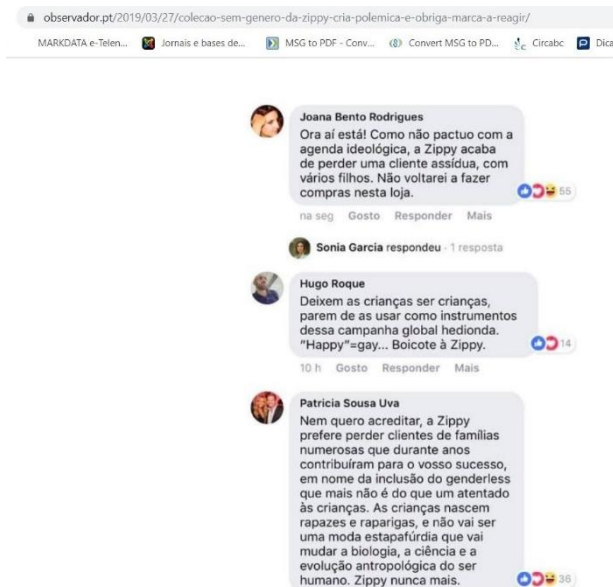 observador.pt/2019/03/27/colecao-sem-genero-da-zippy-cria-polemica-e-obriga-marca-a-reagir/
MARKDATA e-Telen... Jornais e bases de... MSG to PDF - Conv... Convert MSG to PD... Circabc Dica
Joana Bento Rodrigues
Ora aí está! Como não pactuo com a
agenda ideológica, a Zippy acaba
de perder uma cliente assídua, com
vários filhos. Não voltarei a fazer
compras nesta loja.
55
na seg Gosto Responder Mais
Sonia Garcia respondeu · 1 resposta
Hugo Roque
Deixem as crianças ser crianças,
parem de as usar como instrumentos
dessa campanha global hedionda.
"Happy"=gay... Boicote à Zippy.
14
10 h Gosto Responder Mais
Patricia Sousa Uva
Nem quero acreditar, a Zippy
prefere perder clientes de famílias
numerosas que durante anos
contribuíram para o vosso sucesso,
em nome da inclusão do genderless
que mais não é do que um atentado
às crianças. As crianças nascem
rapazes e raparigas, e não vai ser
uma moda estapafúrdia que vai
mudar a biologia, a ciência e a
evolução antropológica do ser
humano. Zippy nunca mais.
36